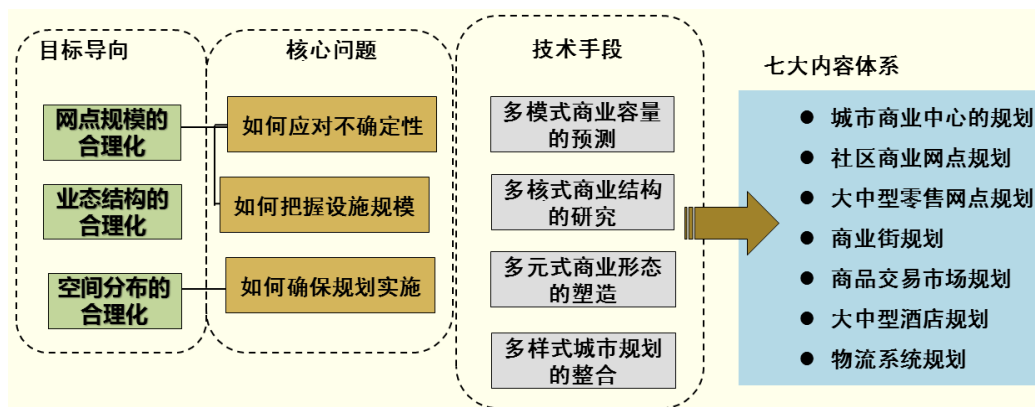 目标导向
网点规模的
合理化
业态结构的
合理化
空间分布的
合理化
核心问题
如何应对不确定性
如何把握设施规模
如何确保规划实施
技术手段
多模式商业容量
的预测
多核式商业结构
的研究
多元式商业形态
的塑造
多样式城市规划
的整合
七大内容体系
● 城市商业中心的规划
● 社区商业网点规划
● 大中型零售网点规划
● 商业街规划
● 商品交易市场规划
● 大中型酒店规划
● 物流系统规划